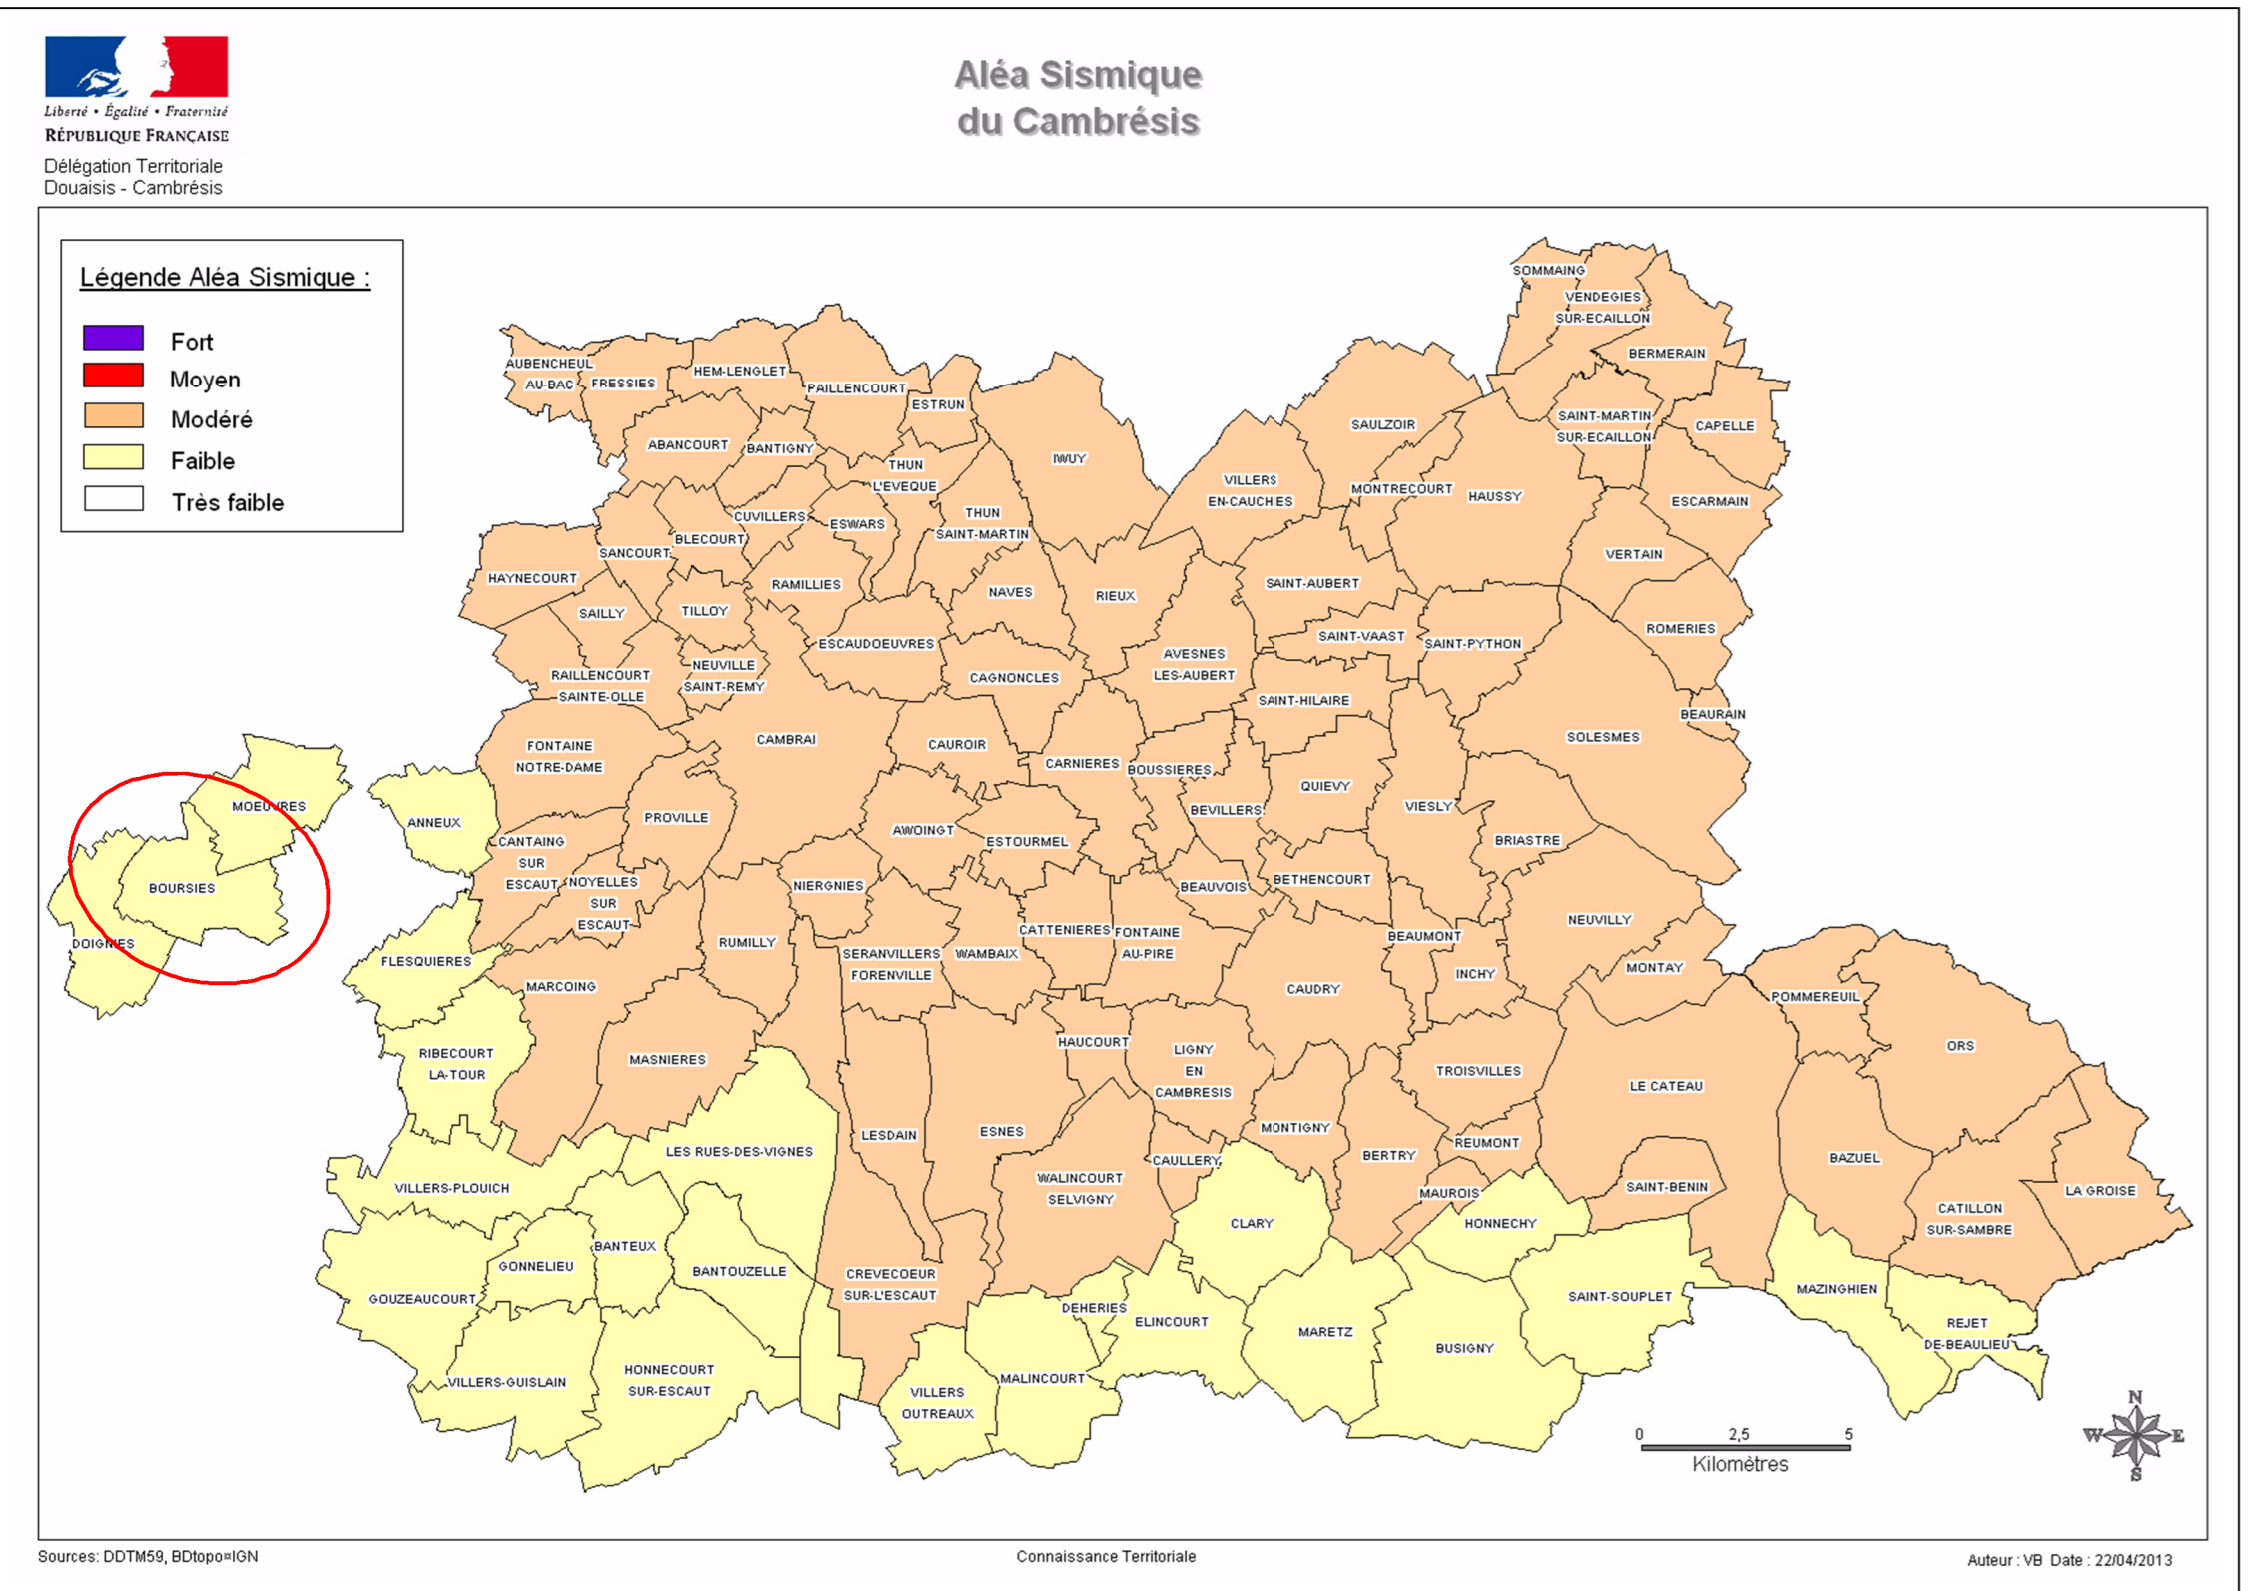 Aléa Sismique
du Cambrésis
Liberté • Égalité • Fraternité
RÉPUBLIQUE FRANÇAISE
Délégation Territoriale
Douaisis - Cambrésis
Légende Aléa Sismique :
Fort
Moyen
Modéré
Faible
Très faible
SOMMAING
VENDEGIES
SUR-ECAILLON
BERMERAIN
AUBENCHEUL
AU-BAC
FRESSIES
HEM-LENGLET
PAILLENCOURT
ESTRUN
ABANCOURT
BANTIGNY
THUN
L'EVEQUE
IWUY
SAULZOIR
SAINT-MARTIN
SUR-ECAILLON
CAPELLE
VILLERS
EN-CAUCHES
MONTRECOURT
HAUSSY
ESCARMAIN
CUVILLERS
ESWARS
THUN
SAINT-MARTIN
SANCOURT
BLECOURT
VERTAIN
HAYNECOURT
RAMILLIES
NAVES
RIEUX
SAINT-AUBERT
SAILLY
TILLOY
ESCAUDOEUVRES
SAINT-VAAST
SAINT-PYTHON
ROMERIES
RAILLENCOURT
SAINTE-OLLE
NEUVILLE
SAINT-REMY
CAGNONCLES
AVESNES
LES-AUBERT
SAINT-HILAIRE
BEAURAIN
FONTAINE
NOTRE-DAME
CAMBRAI
CAUROIR
CARNIERES
BOUSSIERES
SOLESMES
MOEUVRES
ANNEUX
PROVILLE
QUIEVY
BEVILLERS
VIESLY
CANTAING
SUR
ESCAUT
AWOINGT
ESTOURMEL
BRIASTRE
BOURSIES
NOYELLES
SUR
ESCAUT
NIERGNIES
BEAUVOIS
BETHENCOURT
NEUVILLY
DOIGNIES
FLESQUIERES
RUMILLY
SERANVILLERS
FORENVILLE
WAMBAIX
CATTENIERES
FONTAINE
AU-PIRE
BEAUMONT
INCHY
MONTAY
MARCOING
CAUDRY
POMMEREUIL
RIBECOURT
LA-TOUR
MASNIERES
HAUCOURT
LIGNY
EN
CAMBRESIS
TROISVILLES
LE CATEAU
ORS
LES RUES-DES-VIGNES
LESDAIN
ESNES
MONTIGNY
BERTRY
REUMONT
BAZUEL
VILLERS-PLOUICH
WALINCOURT
SELVIGNY
CAULLERY
MAUROIS
SAINT-BENIN
LA GROISE
CATILLON
SUR-SAMBRE
CLARY
HONNECHY
GOUZEAUCOURT
GONNELIEU
BANTEUX
BANTOUZELLE
CREVECOEUR
SUR-L'ESCAUT
DEHERIES
ELINCOURT
MARETZ
SAINT-SOUPLET
MAZINGHIEN
REJET
DE-BEAULIEU
BUSIGNY
VILLERS-GUISLAIN
HONNECOURT
SUR-ESCAUT
VILLERS
OUTREAUX
MALINCOURT
0 2,5 5
Kilomètres
N
W
E
S
Sources: DDTM59, BDtopo¤IGN
Connaissance Territoriale
Auteur : VB Date : 22/04/2013